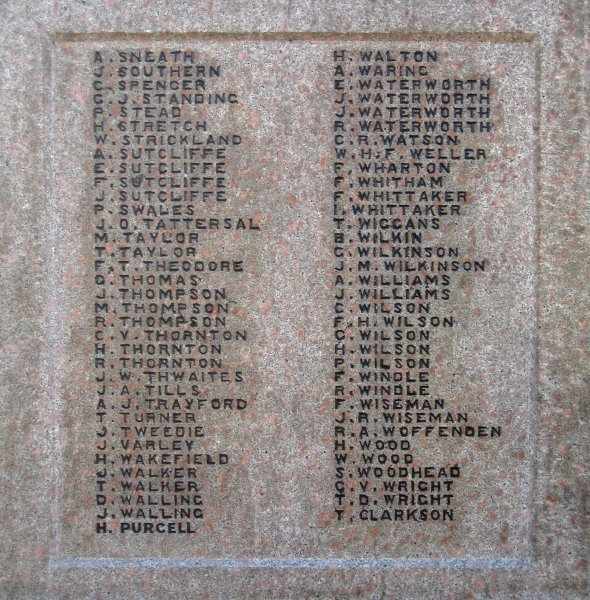 A. SNEATH
J. SOUTHERN
C. SPENCER
G. J. STANDING
P. STEAD
H. STRETCH
W. STRICKLAND
A. SUTCLIFFE
E. SUTCLIFFE
F. SUTCLIFFE
J. SUTCLIFFE
P. SWALES
J. O. TATTERSAL
M. TAYLOR
T. TAYLOR
F. T. THEODORE
G. THOMAS
J. THOMPSON
M. THOMPSON
R. THOMPSON
C. V. THORNTON
H. THORNTON
R. THORNTON
J. W. THWAITES
J. A. TILLS
A. J. TRAYFORD
T. TURNER
J. TWEEDIE
J. VARLEY
H. WAKEFIELD
J. WALKER
T. WALKER
D. WALLING
J. WALLING
H. PURCELL
H. WALTON
A. WARING
E. WATERWORTH
J. WATERWORTH
J. WATERWORTH
R. WATERWORTH
C. R. WATSON
W. H. F. WELLER
F. WHARTON
F. WHITHAM
F. WHITTAKER
I. WHITTAKER
T. WIGGANS
B. WILKIN
G. WILKINSON
J. M. WILKINSON
A. WILLIAMS
J. WILLIAMS
C. WILSON
F. H. WILSON
G. WILSON
H. WILSON
P. WILSON
F. WINDLE
R. WINDLE
F. WISEMAN
J. R. WISEMAN
R. A. WOFFENDEN
H. WOOD
W. WOOD
S. WOODHEAD
G. Y. WRIGHT
T. D. WRIGHT
T. CLARKSON